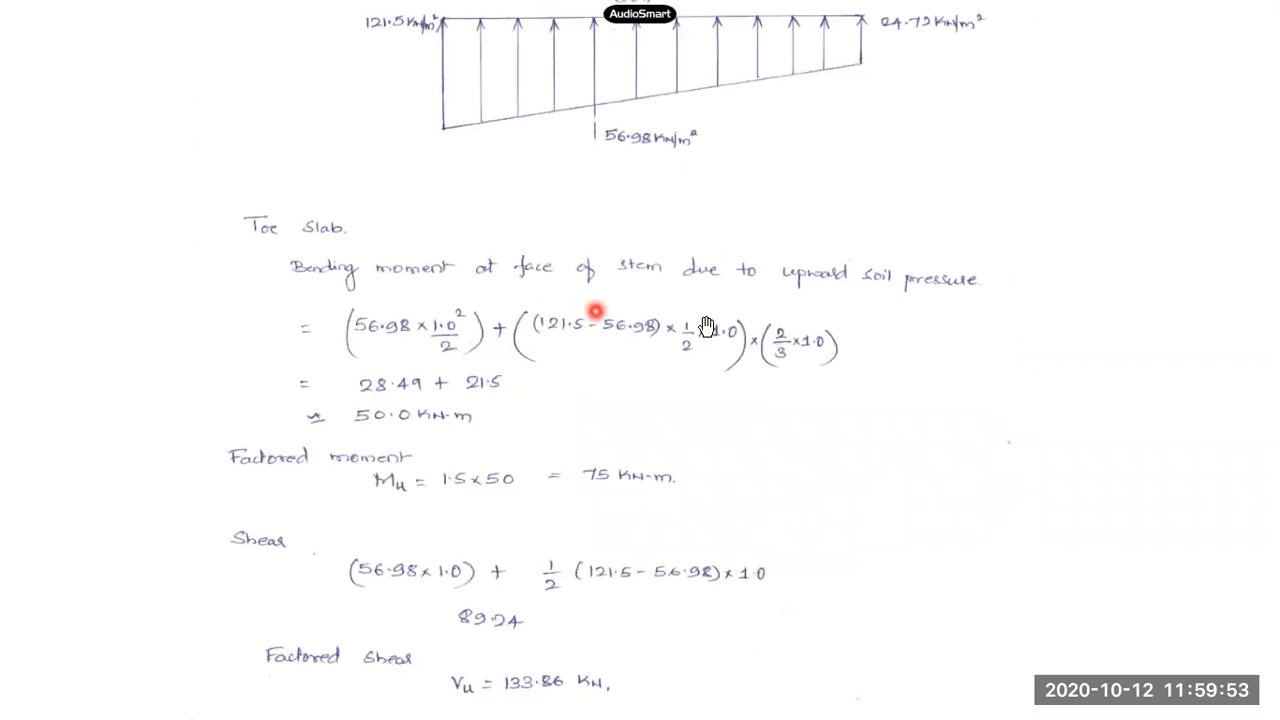 AudioSmart
121.5 KN/m² 24.72 KN/m²
56.98 KN/m²
Toe Slab.
Bending moment at face of stem due to upward soil pressure
= (56.98 × 1.0²/2) + ((121.5 - 56.98) × 1/2 × 1.0) × (2/3 × 1.0)
= 28.49 + 21.5
≃ 50.0 KN-m
Factored moment
Mu = 1.5 × 50 = 75 KN-m.
Shear
(56.98 × 1.0) + 1/2 (121.5 - 56.98) × 1.0
89.24
Factored Shear
Vu = 133.86 KN,
2020-10-12 11:59:53